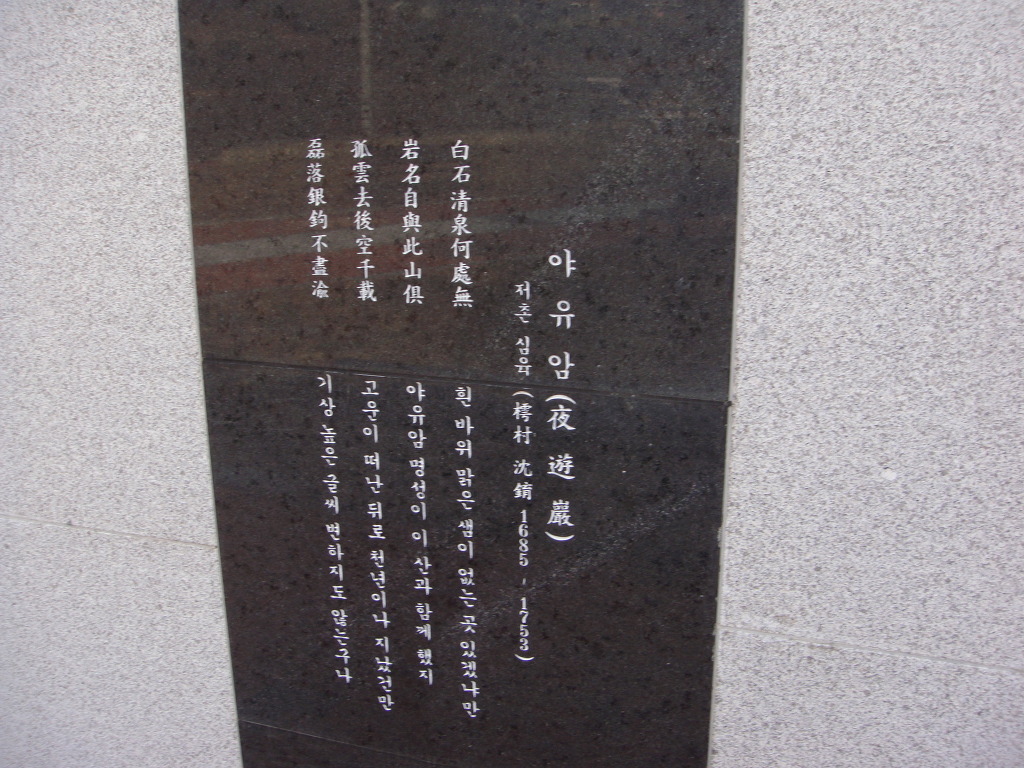 야유암(夜遊巖)
저촌 심육(樗村 沈錥 1685 - 1753)
白石清泉何處無
岩名自與此山俱
孤雲去後空千載
磊落銀鉤不盡渝
흰 바위 맑은 샘이 없는 곳 있겠냐만
야유암 명성이 이 산과 함께 했지
고운이 떠난 뒤로 천년이나 지났건만
기상 높은 글씨 변하지도 않는구나